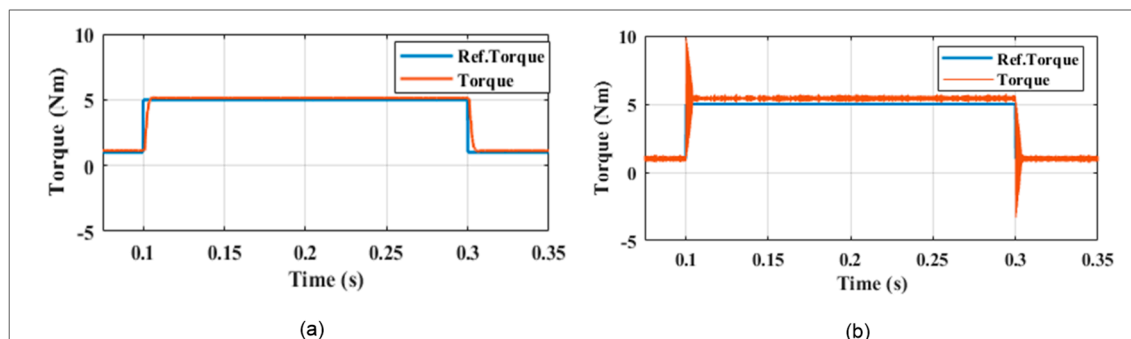 10
Ref.Torque
Torque
5
0
-5
Torque (Nm)
0.1 0.15 0.2 0.25 0.3 0.35
Time (s)
(a)
10
Ref.Torque
Torque
5
0
-5
Torque (Nm)
0.1 0.15 0.2 0.25 0.3 0.35
Time (s)
(b)